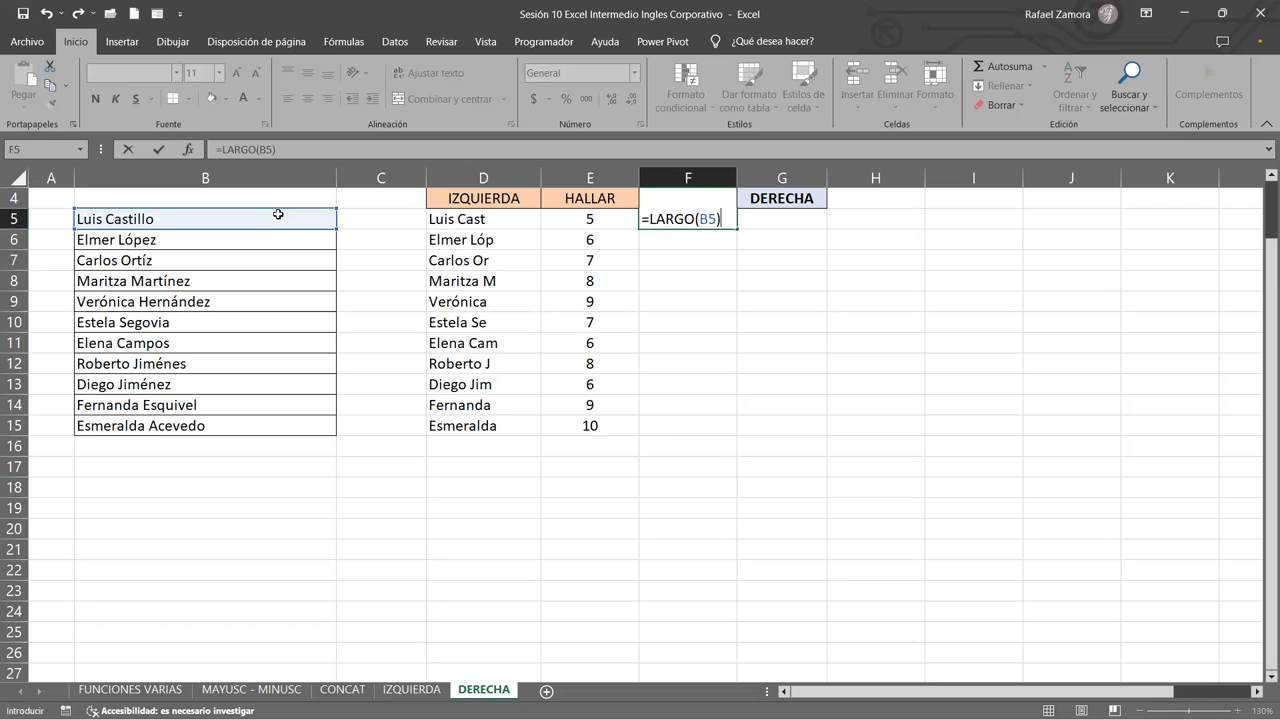 Sesión 10 Excel Intermedio Ingles Corporativo - Excel
Rafael Zamora
Archivo Inicio Insertar Dibujar Disposición de página Fórmulas Datos Revisar Vista Programador Ayuda Power Pivot ¿Qué desea hacer?
Pegar
N K S
11
A A
A
Ajustar texto
Combinar y centrar
General
$ % 000
Formato condicional
Dar formato como tabla
Estilos de celda
Insertar Eliminar Formato
Autosuma
Rellenar
Borrar
Ordenar y filtrar
Buscar y seleccionar
Complementos
Portapapeles Fuente Alineación Número Estilos Celdas Edición Complementos
F5 fx =LARGO(B5)
A B C D E F G H I J K
4 IZQUIERDA HALLAR DERECHA
5 Luis Castillo Luis Cast 5 =LARGO(B5)
6 Elmer López Elmer Lóp 6
7 Carlos Ortíz Carlos Or 7
8 Maritza Martínez Maritza M 8
9 Verónica Hernández Verónica 9
10 Estela Segovia Estela Se 7
11 Elena Campos Elena Cam 6
12 Roberto Jiménes Roberto J 8
13 Diego Jiménez Diego Jim 6
14 Fernanda Esquivel Fernanda 9
15 Esmeralda Acevedo Esmeralda 10
16
17
18
19
20
21
22
23
24
25
26
27
FUNCIONES VARIAS MAYUSC - MINUSC CONCAT IZQUIERDA DERECHA
Introducir Accesibilidad: es necesario investigar 130%